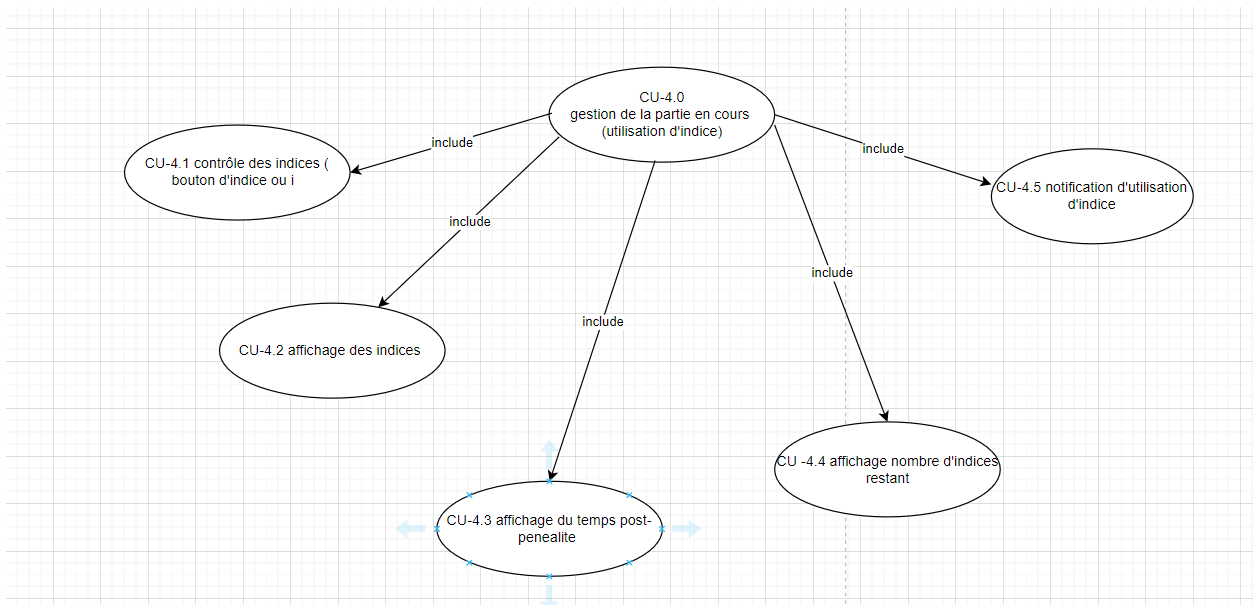 CU-4.0
gestion de la partie en cours
(utilisation d'indice)
include
include
CU-4.1 contrôle des indices (
bouton d'indice ou i
CU-4.5 notification d'utilisation
d'indice
include
include
include
CU-4.2 affichage des indices
CU -4.4 affichage nombre d'indices
restant
CU-4.3 affichage du temps post-
penealite